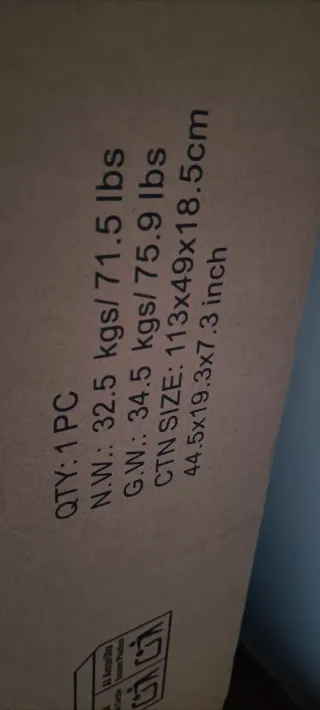 QTY: 1 PC
N.W.: 32.5 kgs/ 71.5 lbs
G.W.: 34.5 kgs/ 75.9 lbs
CTN SIZE: 113x49x18.5cm
44.5x19.3x7.3 inch